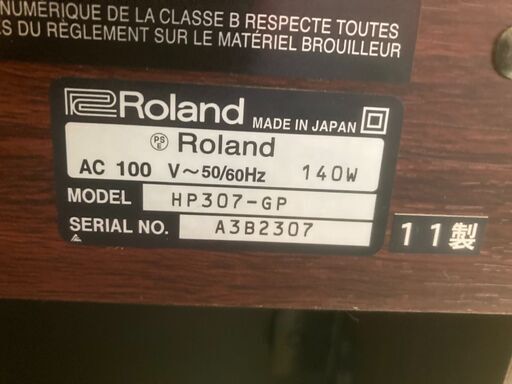 NUMERIQUE DE LA CLASSE B RESPECTE TOUTES
DU RÈGLEMENT SUR LE MATÉRIEL BROUILLEUR
Roland MADE IN JAPAN
PS E Roland
AC 100 V～50/60Hz 140W
MODEL HP307-GP
SERIAL NO. A3B2307
11製